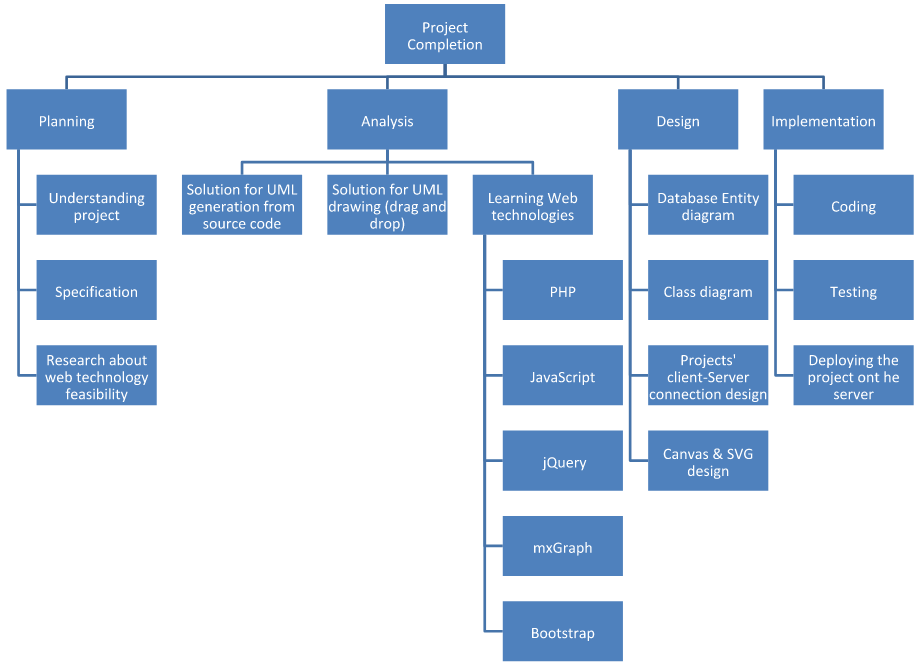 Project
Completion
Planning
Analysis
Design
Implementation
Understanding
project
Specification
Research about
web technology
feasibility
Solution for UML
generation from
source code
Solution for UML
drawing (drag and
drop)
Learning Web
technologies
PHP
JavaScript
jQuery
mxGraph
Bootstrap
Database Entity
diagram
Class diagram
Projects'
client-Server
connection design
Canvas & SVG
design
Coding
Testing
Deploying the
project ont he
server